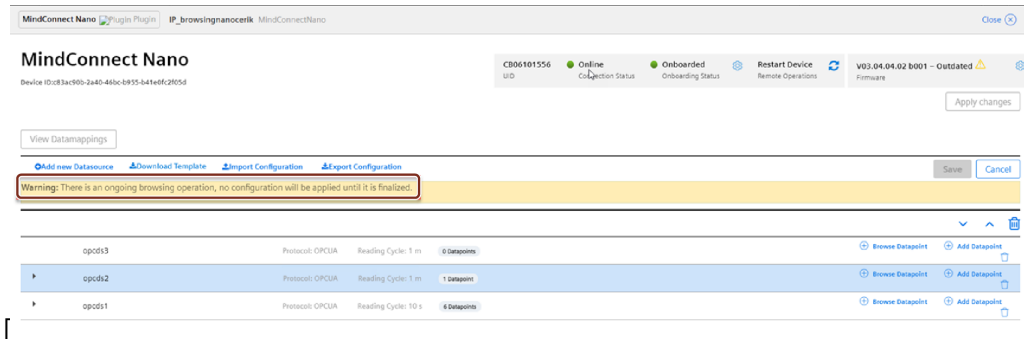 MindConnect Nano Plugin Plugin IP_browsingnanocerik MindConnectNano Close
MindConnect Nano
Device ID:c83ac90b-2a40-46bc-b955-b41e0fc2f05d
CB06101556 Online Onboarded Restart Device V03.04.04.02 b001 – Outdated
UID Connection Status Onboarding Status Remote Operations Firmware
Apply changes
View Datamappings
Add new Datasource Download Template Import Configuration Export Configuration
Save Cancel
Warning: There is an ongoing browsing operation, no configuration will be applied until it is finalized.
opcds3 Protocol: OPCUA Reading Cycle: 1 m 0 Datapoints Browse Datapoint Add Datapoint
opcds2 Protocol: OPCUA Reading Cycle: 1 m 1 Datapoint Browse Datapoint Add Datapoint
opcds1 Protocol: OPCUA Reading Cycle: 10 s 6 Datapoints Browse Datapoint Add Datapoint